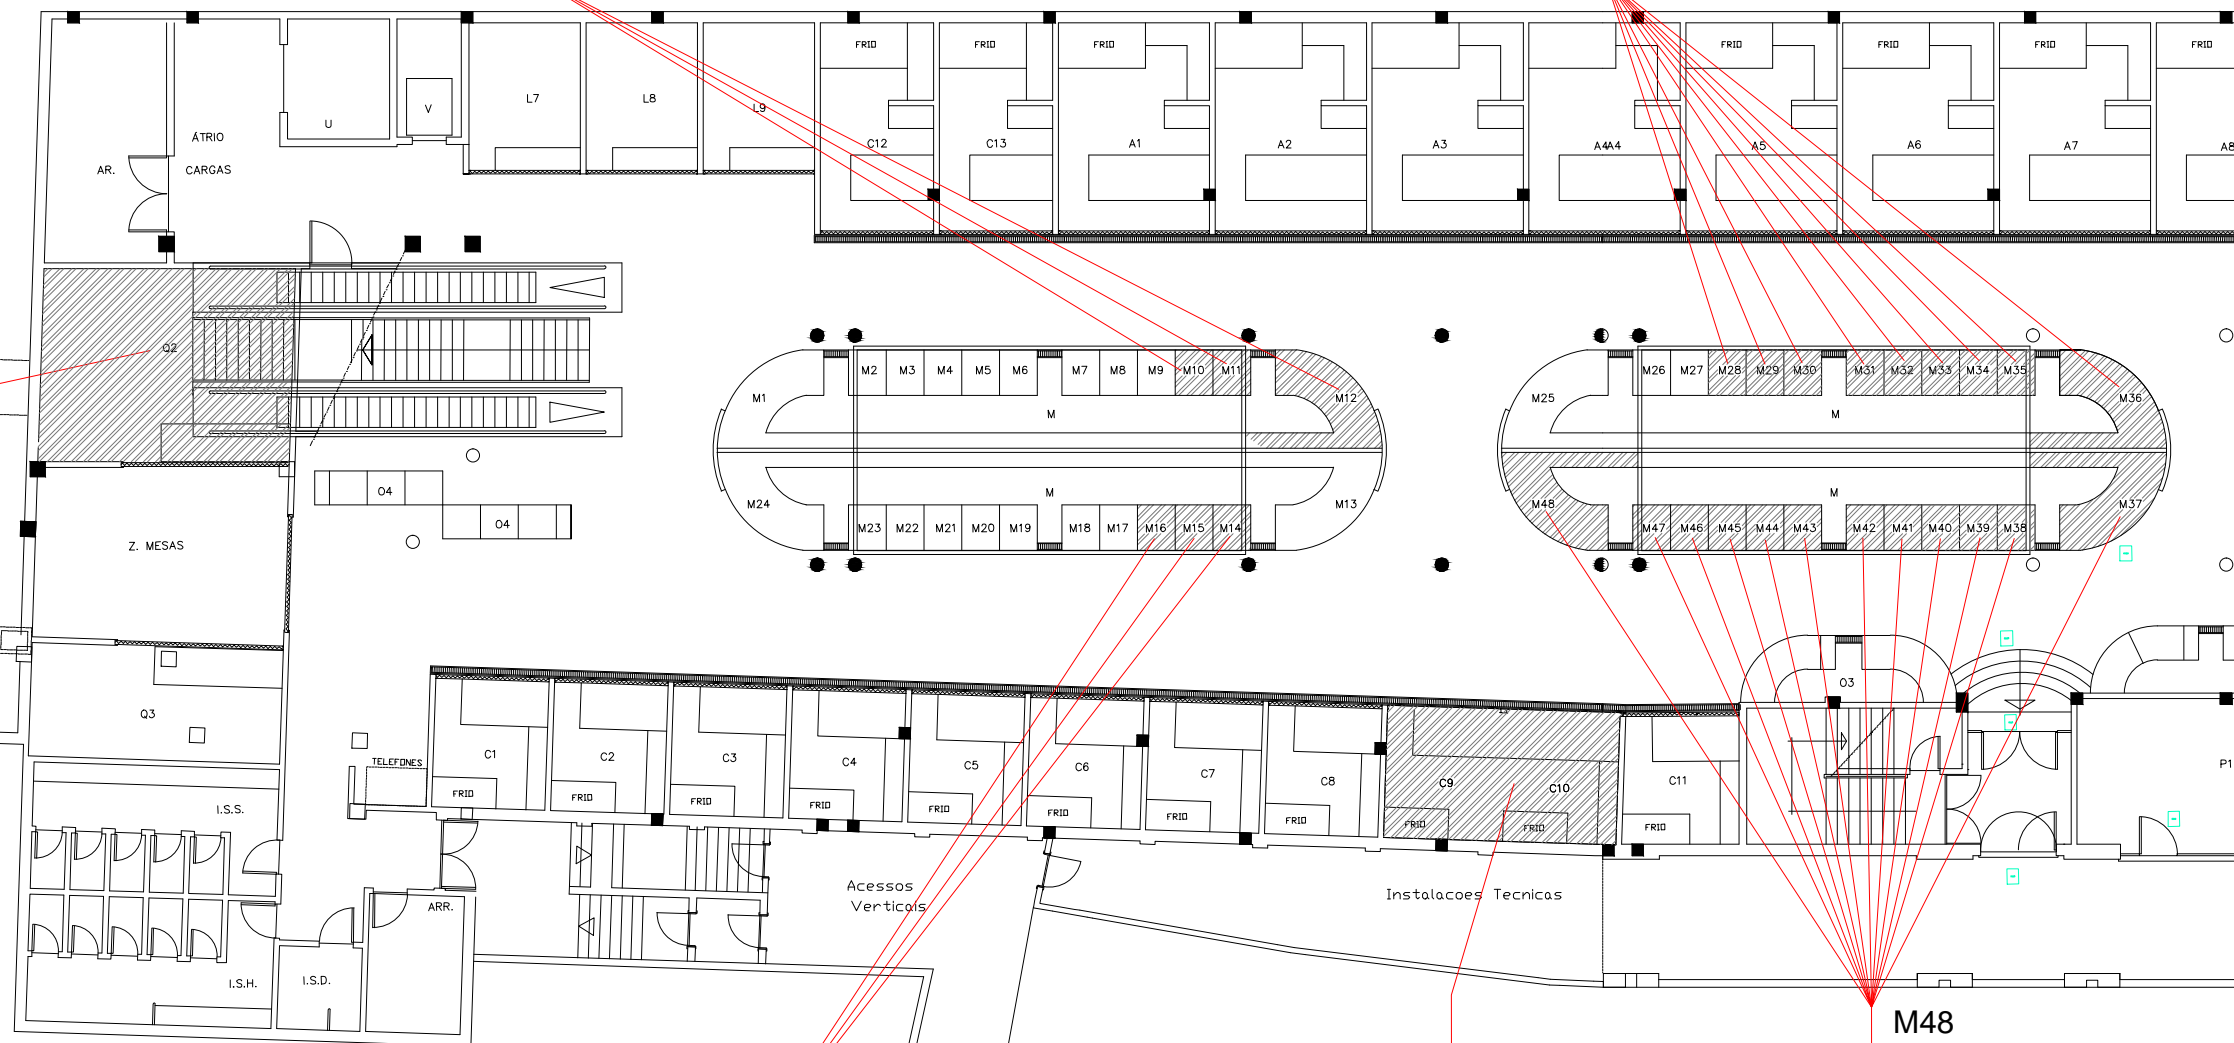 FRIO FRIO FRIO FRIO FRIO FRIO FRIO
L7 L8 L9
V
U
ÁTRIO
CARGAS
AR.
C12 C13 A1 A2 A3 A4 A4 A5 A6 A7 A8
Q2
M2 M3 M4 M5 M6 M7 M8 M9 M10 M11
M1 M12
M
M
M24 M13
M23 M22 M21 M20 M19 M18 M17 M16 M15 M14
M26 M27 M28 M29 M30 M31 M32 M33 M34 M35
M25 M36
M
M
M48 M37
M47 M46 M45 M44 M43 M42 M41 M40 M39 M38
O4
O4
Z. MESAS
Q3
TELEFONES
C1 C2 C3 C4 C5 C6 C7 C8 C9 C10 C11
FRIO FRIO FRIO FRIO FRIO FRIO FRIO FRIO FRIO FRIO FRIO
O3
P1
I.S.S.
I.S.H.
I.S.D.
ARR.
Acessos
Verticais
Instalacoes Tecnicas
M48